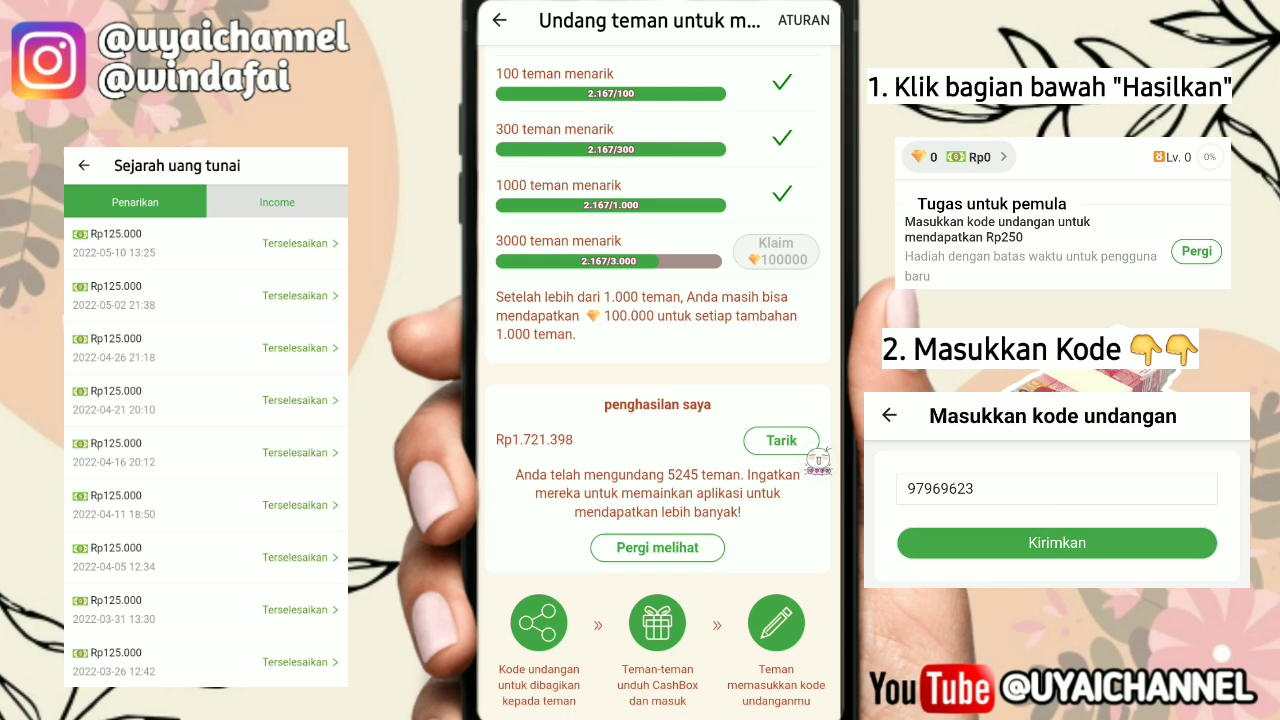 @uyaichannel
@windafai
Sejarah uang tunai
Penarikan
Income
Rp125.000
2022-05-10 13:25
Terselesaikan
Rp125.000
2022-05-02 21:38
Terselesaikan
Rp125.000
2022-04-26 21:18
Terselesaikan
Rp125.000
2022-04-21 20:10
Terselesaikan
Rp125.000
2022-04-16 20:12
Terselesaikan
Rp125.000
2022-04-11 18:50
Terselesaikan
Rp125.000
2022-04-05 12:34
Terselesaikan
Rp125.000
2022-03-31 13:30
Terselesaikan
Rp125.000
2022-03-26 12:42
Terselesaikan
Undang teman untuk m...
ATURAN
100 teman menarik
2.167/100
300 teman menarik
2.167/300
1000 teman menarik
2.167/1.000
3000 teman menarik
2.167/3.000
Klaim
100000
Setelah lebih dari 1.000 teman, Anda masih bisa
mendapatkan 100.000 untuk setiap tambahan
1.000 teman.
penghasilan saya
Rp1.721.398
Tarik
Anda telah mengundang 5245 teman. Ingatkan
mereka untuk memainkan aplikasi untuk
mendapatkan lebih banyak!
Pergi melihat
Kode undangan
untuk dibagikan
kepada teman
Teman-teman
unduh CashBox
dan masuk
Teman
memasukkan kode
undanganmu
1. Klik bagian bawah "Hasilkan"
0 Rp0
Lv. 0 0%
Tugas untuk pemula
Masukkan kode undangan untuk
mendapatkan Rp250
Hadiah dengan batas waktu untuk pengguna
baru
Pergi
2. Masukkan Kode 👇👇
Masukkan kode undangan
97969623
Kirimkan
YouTube @UYAICHANNEL